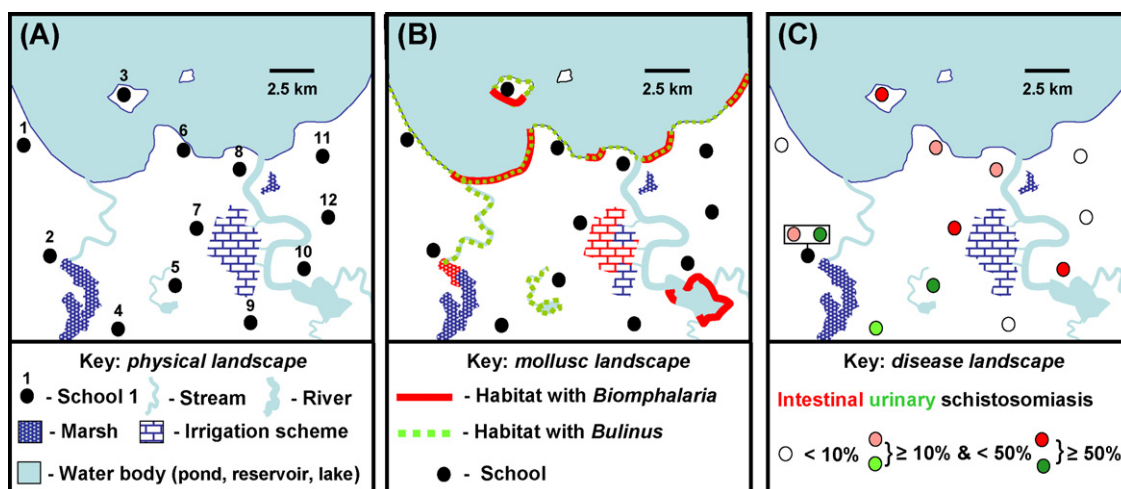 (A)
2.5 km
3
1
6
8
11
7
12
2
10
5
4
9
Key: physical landscape
1
- School 1
- Stream
- River
- Marsh
- Irrigation scheme
- Water body (pond, reservoir, lake)
(B)
2.5 km
Key: mollusc landscape
- Habitat with Biomphalaria
- Habitat with Bulinus
- School
(C)
2.5 km
Key: disease landscape
Intestinal urinary schistosomiasis
< 10% } ≥ 10% & < 50% } ≥ 50%